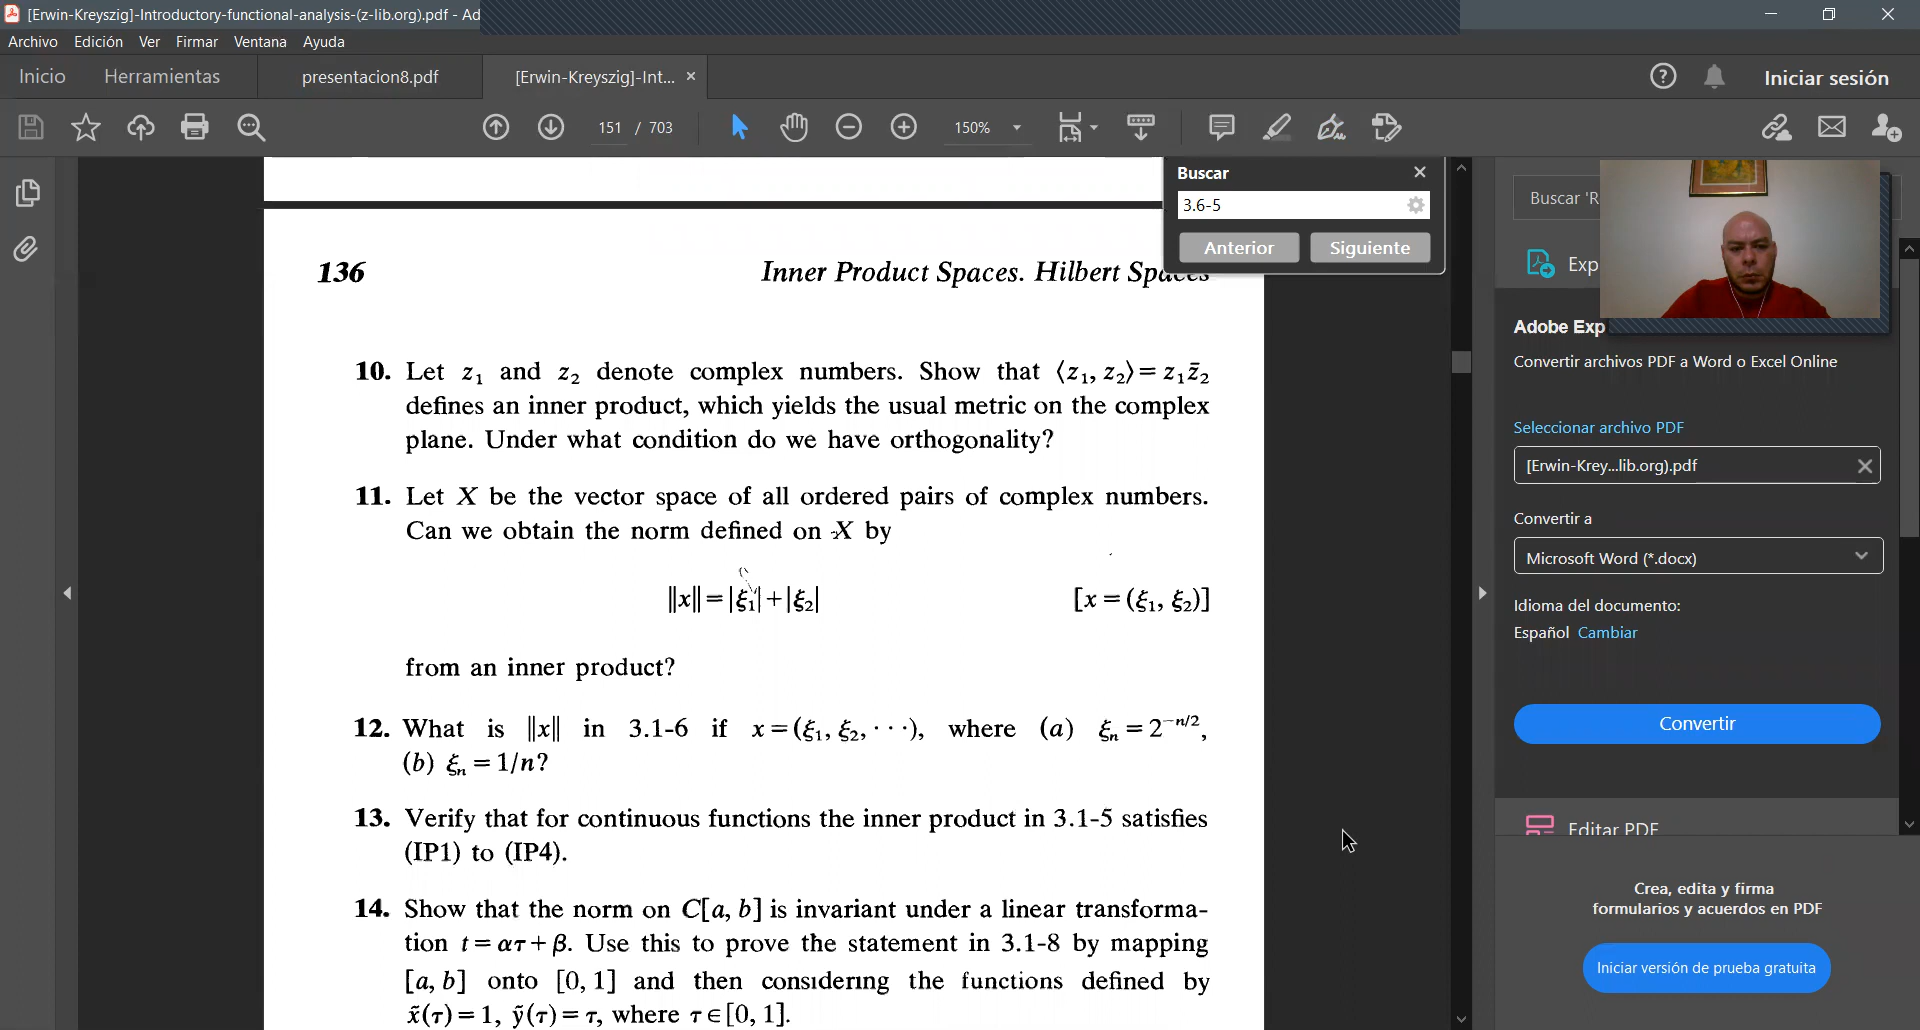 [Erwin-Kreyszig]-Introductory-functional-analysis-(z-lib.org).pdf - Ad
Archivo Edición Ver Firmar Ventana Ayuda
Inicio Herramientas presentacion8.pdf [Erwin-Kreyszig]-Int... × Iniciar sesión
151 / 703 150%
Buscar
3.6-5
Anterior Siguiente
136 Inner Product Spaces. Hilbert Spaces
10. Let z₁ and z₂ denote complex numbers. Show that ⟨z₁, z₂⟩ = z₁z̄₂
defines an inner product, which yields the usual metric on the complex
plane. Under what condition do we have orthogonality?
11. Let X be the vector space of all ordered pairs of complex numbers.
Can we obtain the norm defined on X by
‖x‖ = |ξ₁| + |ξ₂| [x = (ξ₁, ξ₂)]
from an inner product?
12. What is ‖x‖ in 3.1-6 if x = (ξ₁, ξ₂, · · ·), where (a) ξₙ = 2⁻ⁿ/²,
(b) ξₙ = 1/n?
13. Verify that for continuous functions the inner product in 3.1-5 satisfies
(IP1) to (IP4).
14. Show that the norm on C[a, b] is invariant under a linear transforma-
tion t = ατ + β. Use this to prove the statement in 3.1-8 by mapping
[a, b] onto [0, 1] and then considering the functions defined by
x̃(τ) = 1, ỹ(τ) = τ, where τ ∈ [0, 1].
Buscar 'R
Exp
Adobe Exp
Convertir archivos PDF a Word o Excel Online
Seleccionar archivo PDF
[Erwin-Krey...lib.org).pdf
Convertir a
Microsoft Word (*.docx)
Idioma del documento:
Español Cambiar
Convertir
Editar PDF
Crea, edita y firma
formularios y acuerdos en PDF
Iniciar versión de prueba gratuita